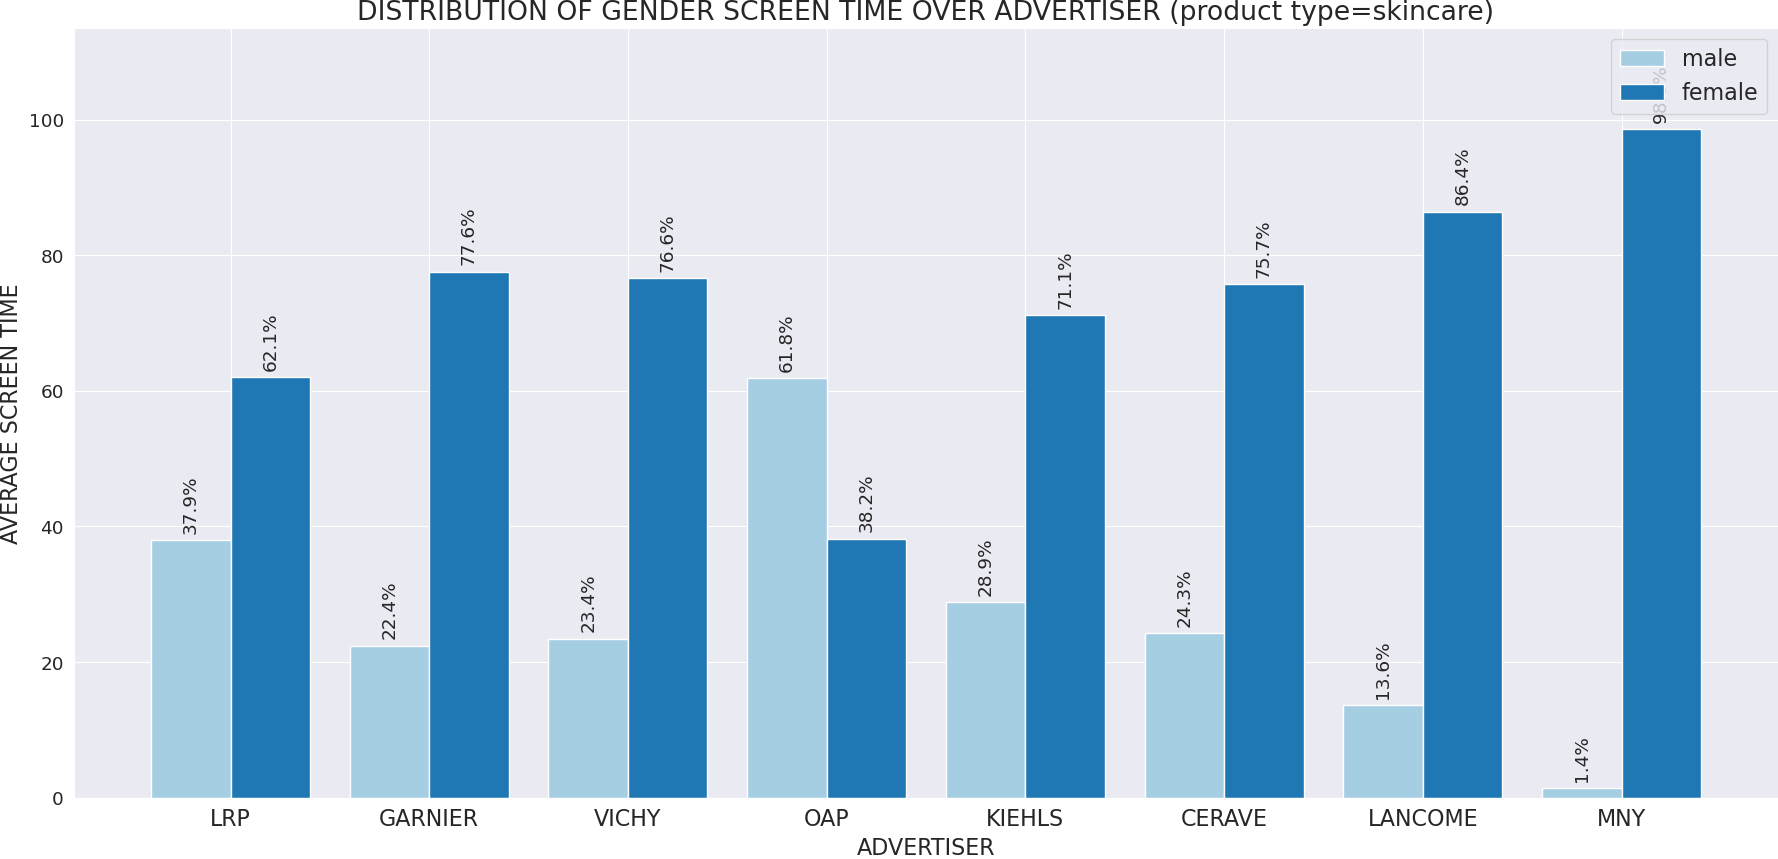 DISTRIBUTION OF GENDER SCREEN TIME OVER ADVERTISER (product type=skincare)
male
female
AVERAGE SCREEN TIME
100
80
60
40
20
0
37.9%
62.1%
22.4%
77.6%
23.4%
76.6%
61.8%
38.2%
28.9%
71.1%
24.3%
75.7%
13.6%
86.4%
1.4%
LRP
GARNIER
VICHY
OAP
KIEHLS
CERAVE
LANCOME
MNY
ADVERTISER